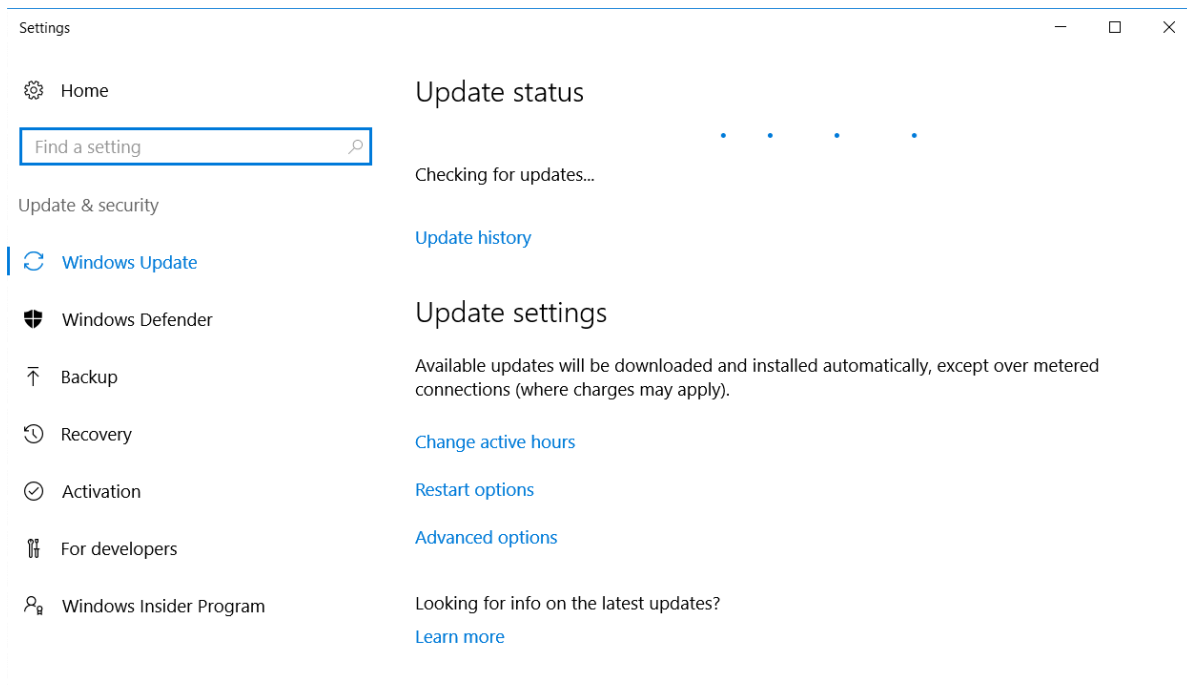 Settings
Home
Find a setting
Update & security
Windows Update
Windows Defender
Backup
Recovery
Activation
For developers
Windows Insider Program
Update status
Checking for updates...
Update history
Update settings
Available updates will be downloaded and installed automatically, except over metered
connections (where charges may apply).
Change active hours
Restart options
Advanced options
Looking for info on the latest updates?
Learn more